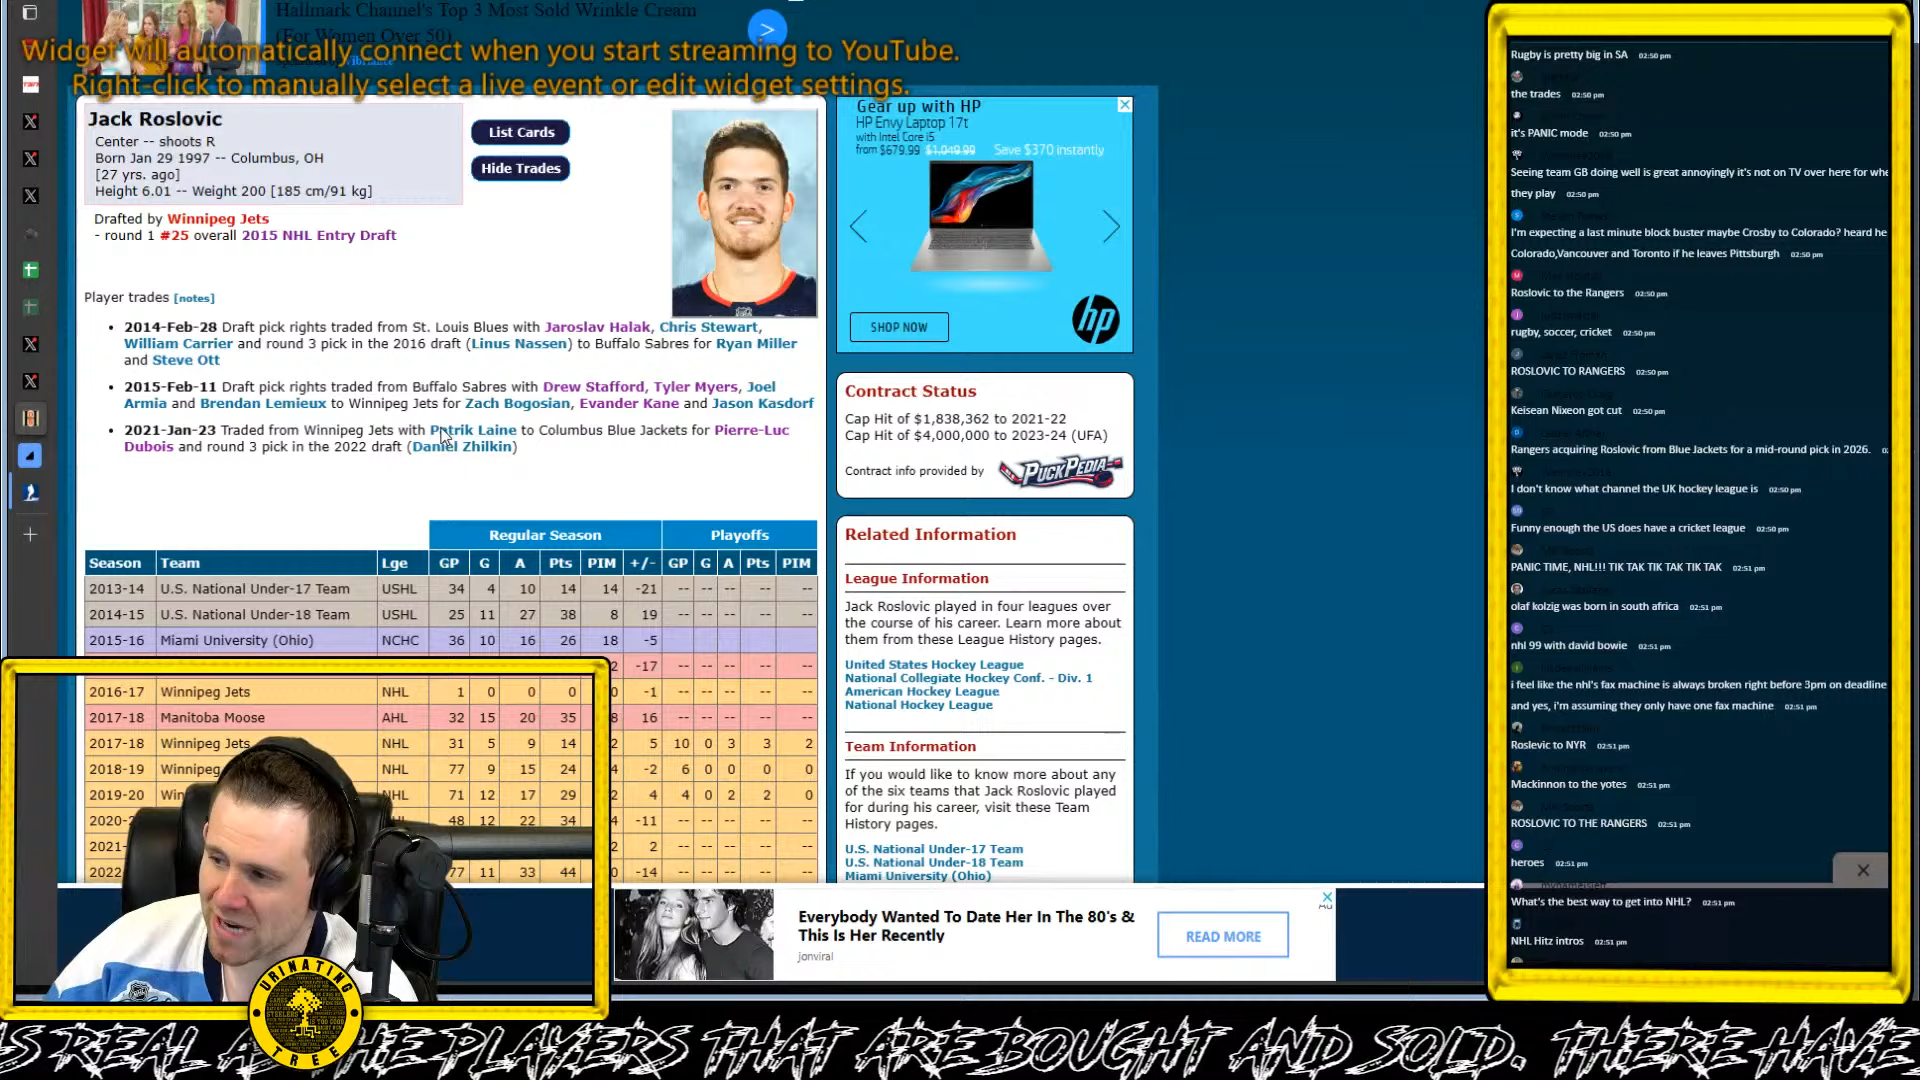 Hallmark Channel's Top 3 Most Sold Wrinkle Cream
(For Women Over 50)
Widget will automatically connect when you start streaming to YouTube.
Right-click to manually select a live event or edit widget settings.
Jack Roslovic
Center -- shoots R
Born Jan 29 1997 -- Columbus, OH
[27 yrs. ago]
Height 6.01 -- Weight 200 [185 cm/91 kg]
List Cards
Hide Trades
Drafted by Winnipeg Jets
- round 1 #25 overall 2015 NHL Entry Draft
Player trades [notes]
• 2014-Feb-28 Draft pick rights traded from St. Louis Blues with Jaroslav Halak, Chris Stewart,
William Carrier and round 3 pick in the 2016 draft (Linus Nassen) to Buffalo Sabres for Ryan Miller
and Steve Ott
• 2015-Feb-11 Draft pick rights traded from Buffalo Sabres with Drew Stafford, Tyler Myers, Joel
Armia and Brendan Lemieux to Winnipeg Jets for Zach Bogosian, Evander Kane and Jason Kasdorf
• 2021-Jan-23 Traded from Winnipeg Jets with Patrik Laine to Columbus Blue Jackets for Pierre-Luc
Dubois and round 3 pick in the 2022 draft (Daniel Zhilkin)
Regular Season Playoffs
Season Team Lge GP G A Pts PIM +/- GP G A Pts PIM
2013-14 U.S. National Under-17 Team USHL 34 4 10 14 14 -21 -- -- -- -- --
2014-15 U.S. National Under-18 Team USHL 25 11 27 38 8 19 -- -- -- -- --
2015-16 Miami University (Ohio) NCHC 36 10 16 26 18 -5
2 -17 -- -- -- -- --
2016-17 Winnipeg Jets NHL 1 0 0 0 0 -1 -- -- -- -- --
2017-18 Manitoba Moose AHL 32 15 20 35 8 16 -- -- -- -- --
2017-18 Winnipeg Jets NHL 31 5 9 14 2 5 10 0 3 3 2
2018-19 Winnipeg NHL 77 9 15 24 4 -2 6 0 0 0 0
2019-20 Win NHL 71 12 17 29 2 4 4 0 2 2 0
2020-2 48 12 22 34 4 -11 -- -- -- -- --
2021- 2 2 -- -- -- -- --
2022- 77 11 33 44 0 -14 -- -- -- -- --
Gear up with HP
HP Envy Laptop 17t
with Intel Core i5
from $679.99 $1,049.99 Save $370 instantly
SHOP NOW
hp
Contract Status
Cap Hit of $1,838,362 to 2021-22
Cap Hit of $4,000,000 to 2023-24 (UFA)
Contract info provided by PUCKPEDIA
Related Information
League Information
Jack Roslovic played in four leagues over
the course of his career. Learn more about
them from these League History pages.
United States Hockey League
National Collegiate Hockey Conf. - Div. 1
American Hockey League
National Hockey League
Team Information
If you would like to know more about any
of the six teams that Jack Roslovic played
for during his career, visit these Team
History pages.
U.S. National Under-17 Team
U.S. National Under-18 Team
Miami University (Ohio)
Everybody Wanted To Date Her In The 80's &
This Is Her Recently
jonviral
READ MORE
Rugby is pretty big in SA 02:50 pm
the trades 02:50 pm
it's PANIC mode 02:50 pm
Seeing team GB doing well is great annoyingly it's not on TV over here for whe
they play 02:50 pm
I'm expecting a last minute block buster maybe Crosby to Colorado? heard he
Colorado,Vancouver and Toronto if he leaves Pittsburgh 02:50 pm
Roslovic to the Rangers 02:50 pm
rugby, soccer, cricket 02:50 pm
ROSLOVIC TO RANGERS 02:50 pm
Keisean Nixeon got cut 02:50 pm
Rangers acquiring Roslovic from Blue Jackets for a mid-round pick in 2026.
I don't know what channel the UK hockey league is 02:50 pm
Funny enough the US does have a cricket league 02:50 pm
PANIC TIME, NHL!!! TIK TAK TIK TAK TIK TAK 02:51 pm
olaf kolzig was born in south africa 02:51 pm
nhl 99 with david bowie 02:51 pm
i feel like the nhl's fax machine is always broken right before 3pm on deadline
and yes, i'm assuming they only have one fax machine 02:51 pm
Roslevic to NYR 02:51 pm
Mackinnon to the yotes 02:51 pm
ROSLOVIC TO THE RANGERS 02:51 pm
heroes 02:51 pm
What's the best way to get into NHL? 02:51 pm
NHL Hitz intros 02:51 pm
URINATING
TREE
AS REAL A HE PLAYERS THAT ARE BOUGHT AND SOLD. THERE HAVE